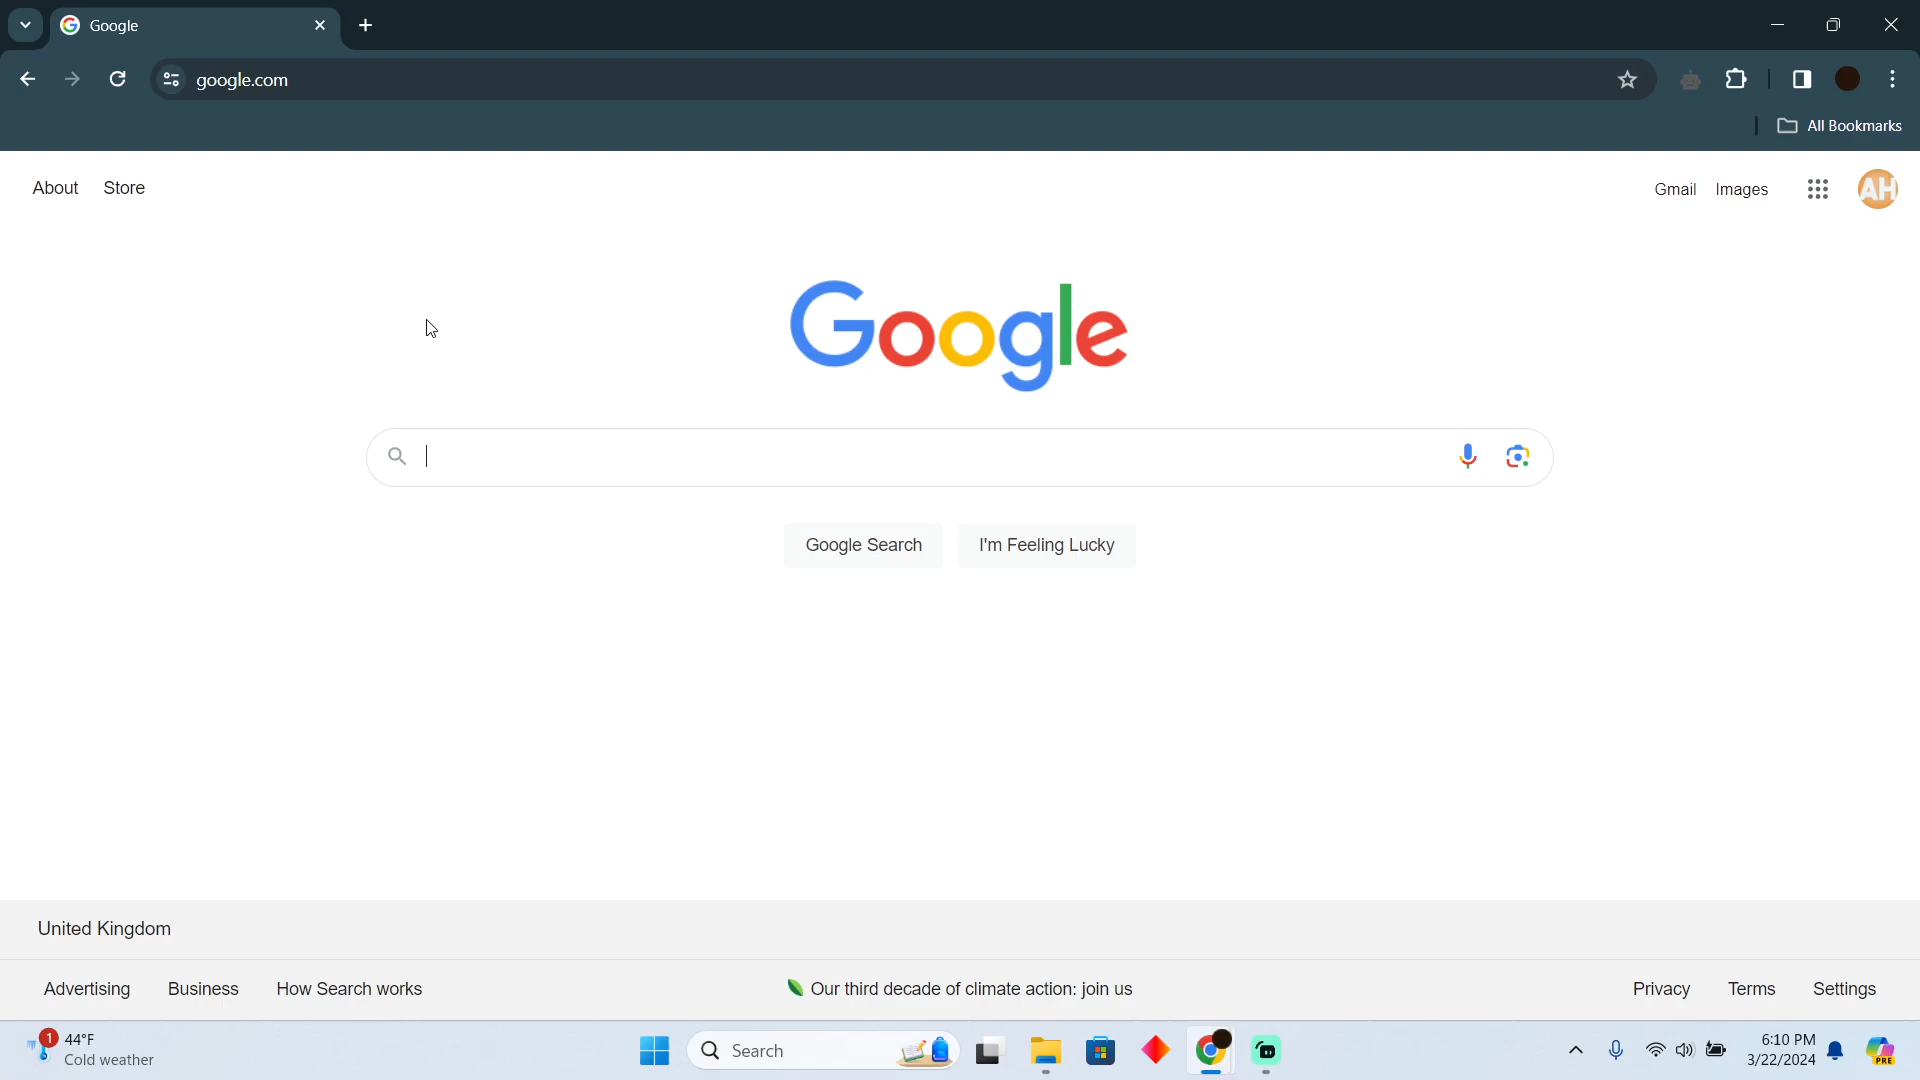 Google
google.com
All Bookmarks
About Store
Gmail Images
AH
Google
Google Search I'm Feeling Lucky
United Kingdom
Advertising Business How Search works
Our third decade of climate action: join us
Privacy Terms Settings
1
44°F
Cold weather
Search
6:10 PM
3/22/2024
PRE